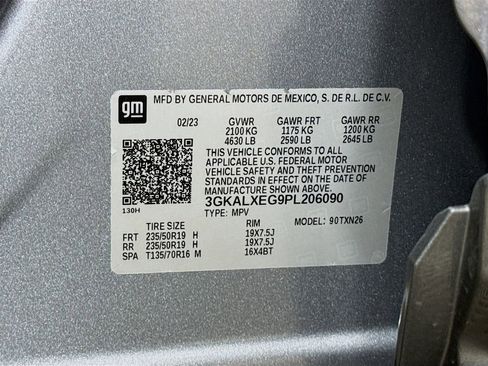 gm
MFD BY GENERAL MOTORS DE MEXICO, S. DE R.L. DE C.V.
02/23 GVWR GAWR FRT GAWR RR
2100 KG 1175 KG 1200 KG
4630 LB 2590 LB 2645 LB
THIS VEHICLE CONFORMS TO ALL
APPLICABLE U.S. FEDERAL MOTOR
VEHICLE SAFETY AND THEFT PREVENTION
STANDARDS IN EFFECT ON THE DATE OF
MANUFACTURE SHOWN ABOVE.
3GKALXEG9PL206090
130H TYPE: MPV MODEL: 90TXN26
TIRE SIZE RIM
FRT 235/50R19 H 19X7.5J
RR 235/50R19 H 19X7.5J
SPA T135/70R16 M 16X4BT